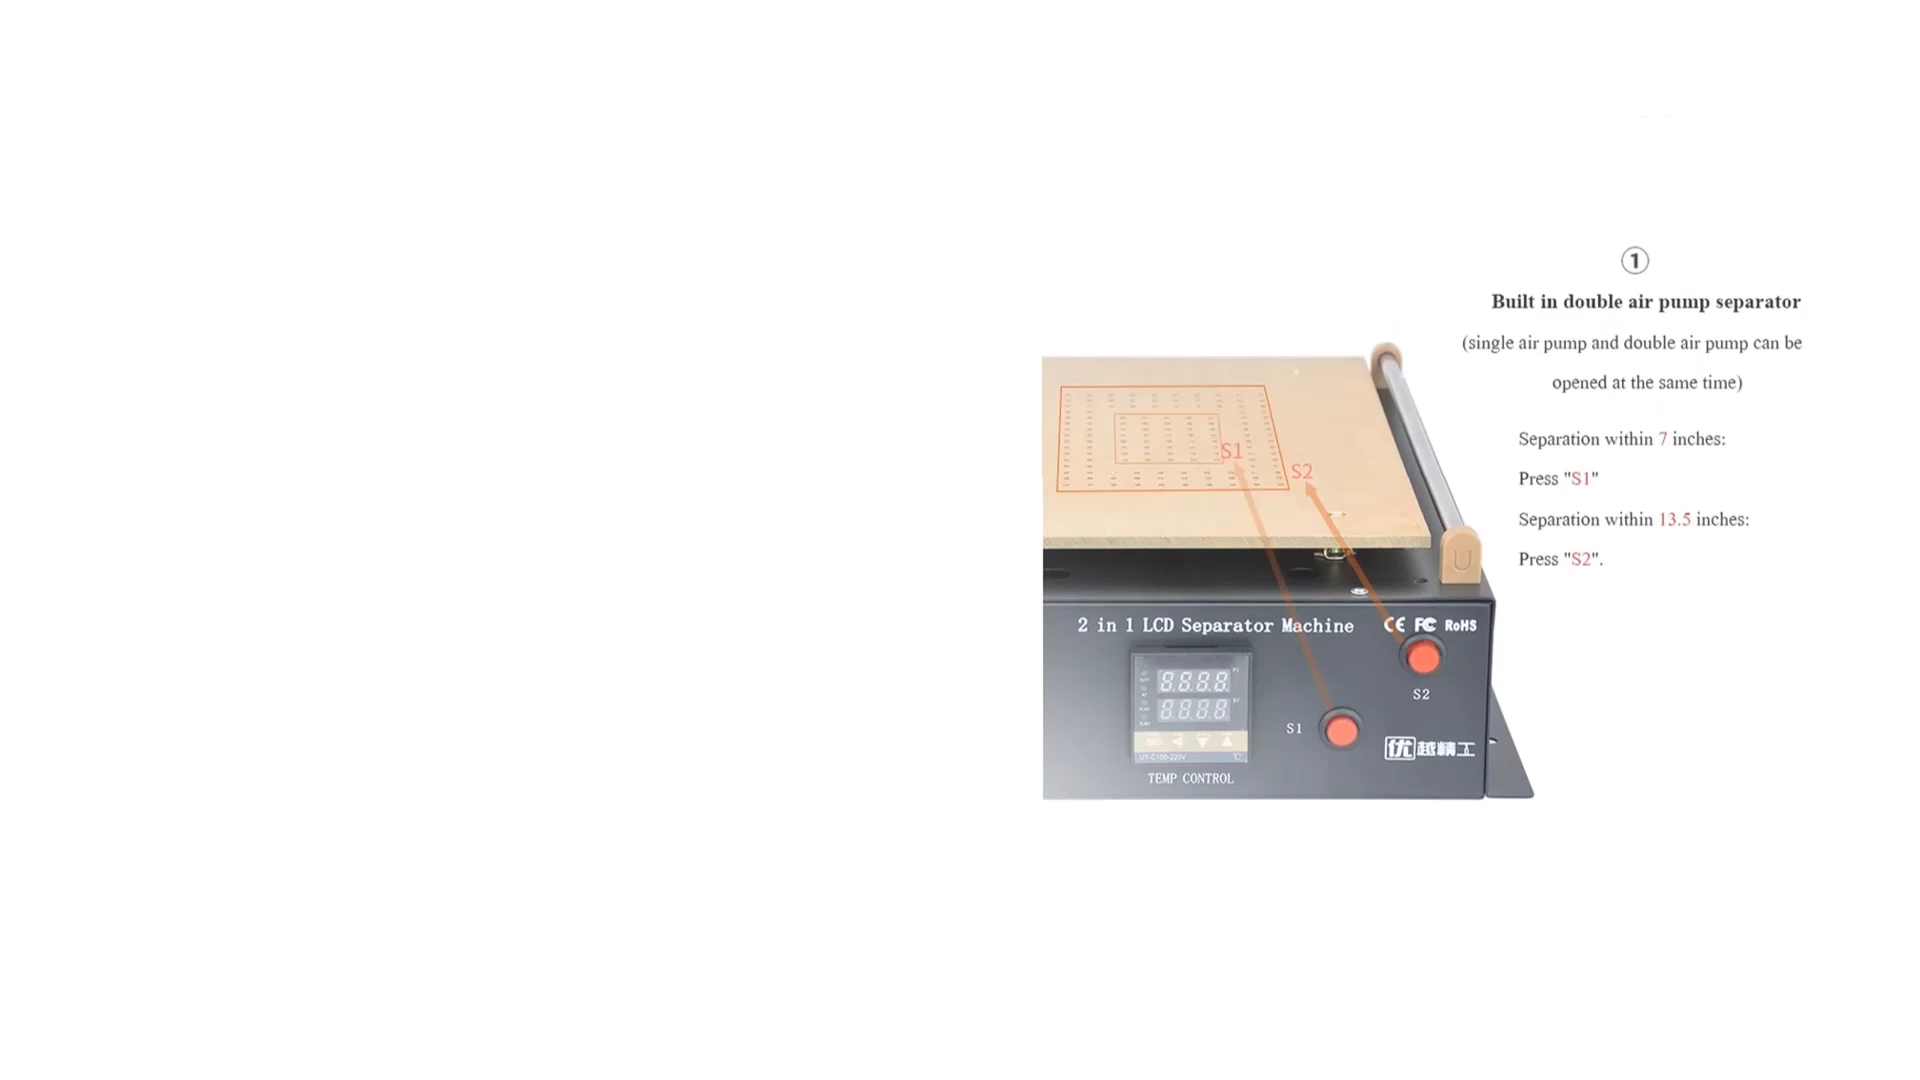 ①
Built in double air pump separator
(single air pump and double air pump can be
opened at the same time)
Separation within 7 inches:
Press "S1"
Separation within 13.5 inches:
Press "S2".
S1
S2
U
2 in 1 LCD Separator Machine
CE FC RoHS
8.8.8.8.
8.8.8.8.
S2
S1
优越精工
UY-C100-220V
℃
TEMP CONTROL